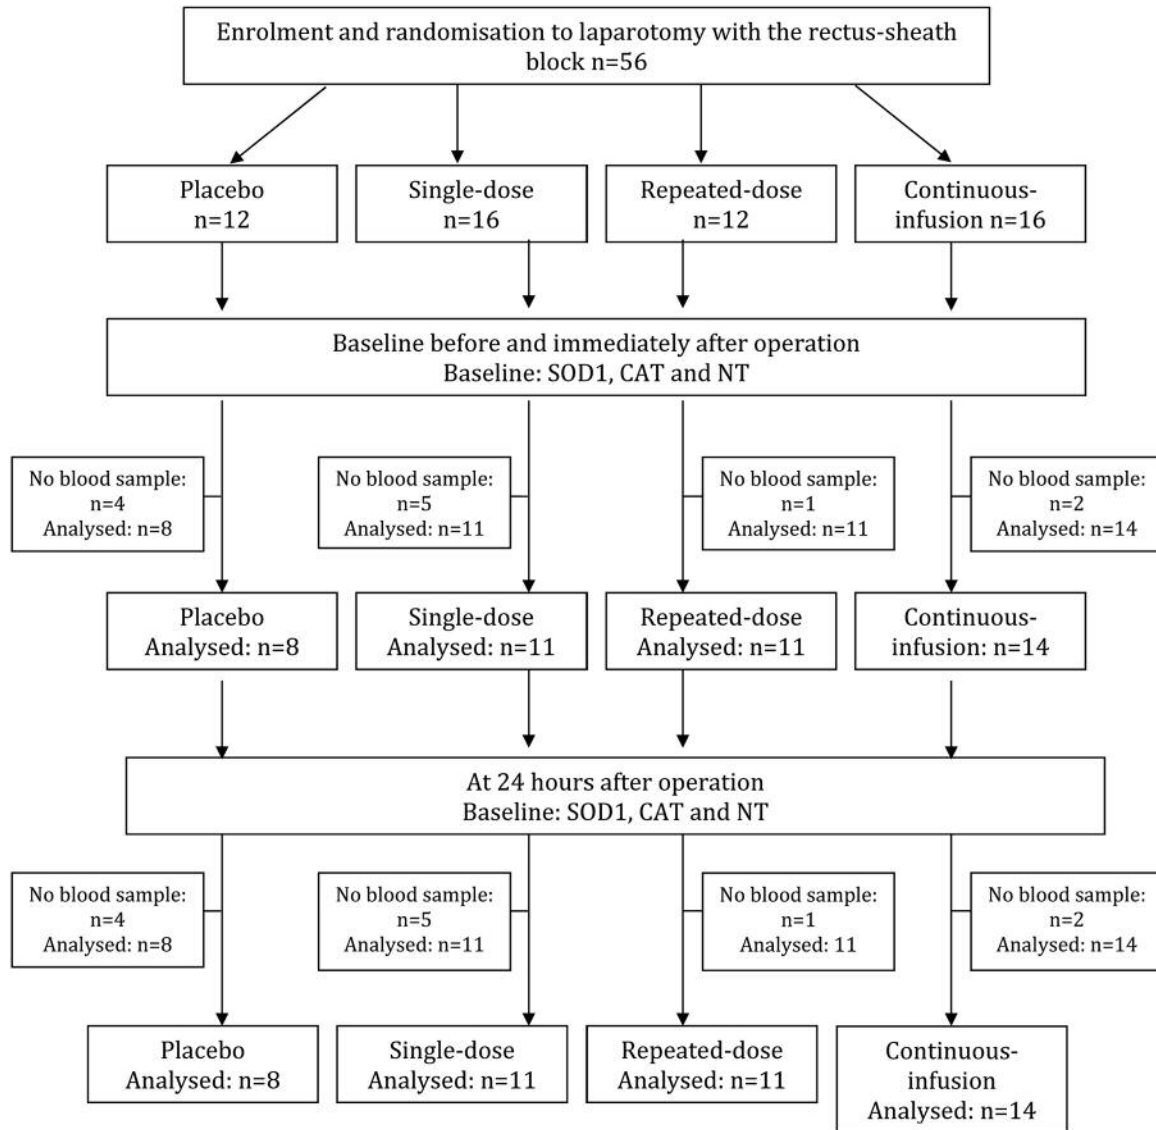 Enrolment and randomisation to laparotomy with the rectus-sheath
block n=56
Placebo
n=12
Single-dose
n=16
Repeated-dose
n=12
Continuous-
infusion n=16
Baseline before and immediately after operation
Baseline: SOD1, CAT and NT
No blood sample:
n=4
Analysed: n=8
No blood sample:
n=5
Analysed: n=11
No blood sample:
n=1
Analysed: n=11
No blood sample:
n=2
Analysed: n=14
Placebo
Analysed: n=8
Single-dose
Analysed: n=11
Repeated-dose
Analysed: n=11
Continuous-
infusion: n=14
At 24 hours after operation
Baseline: SOD1, CAT and NT
No blood sample:
n=4
Analysed: n=8
No blood sample:
n=5
Analysed: n=11
No blood sample:
n=1
Analysed: 11
No blood sample:
n=2
Analysed: n=14
Placebo
Analysed: n=8
Single-dose
Analysed: n=11
Repeated-dose
Analysed: n=11
Continuous-
infusion
Analysed: n=14